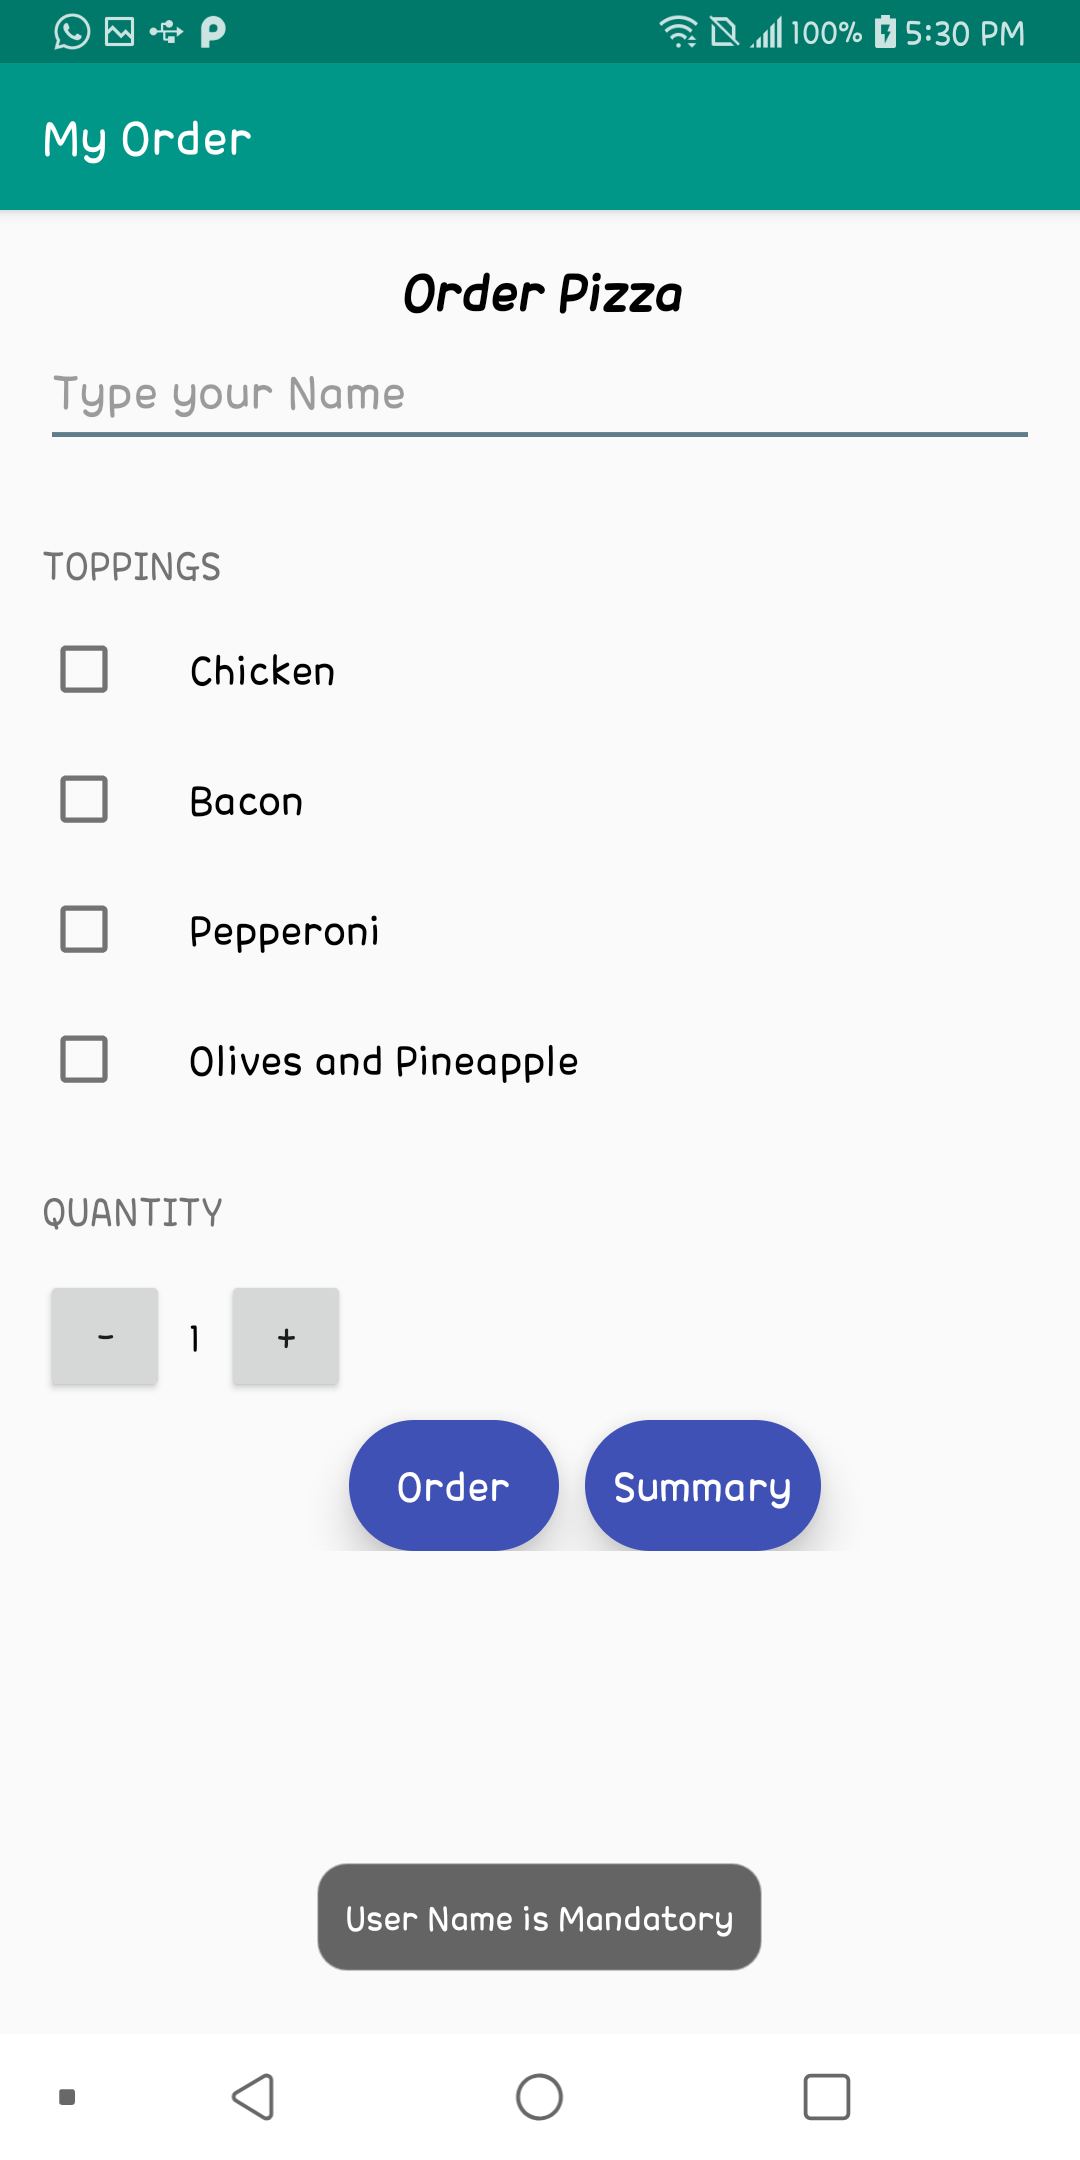 100% 5:30 PM
My Order
Order Pizza
Type your Name
TOPPINGS
Chicken
Bacon
Pepperoni
Olives and Pineapple
QUANTITY
- 1 +
Order Summary
User Name is Mandatory